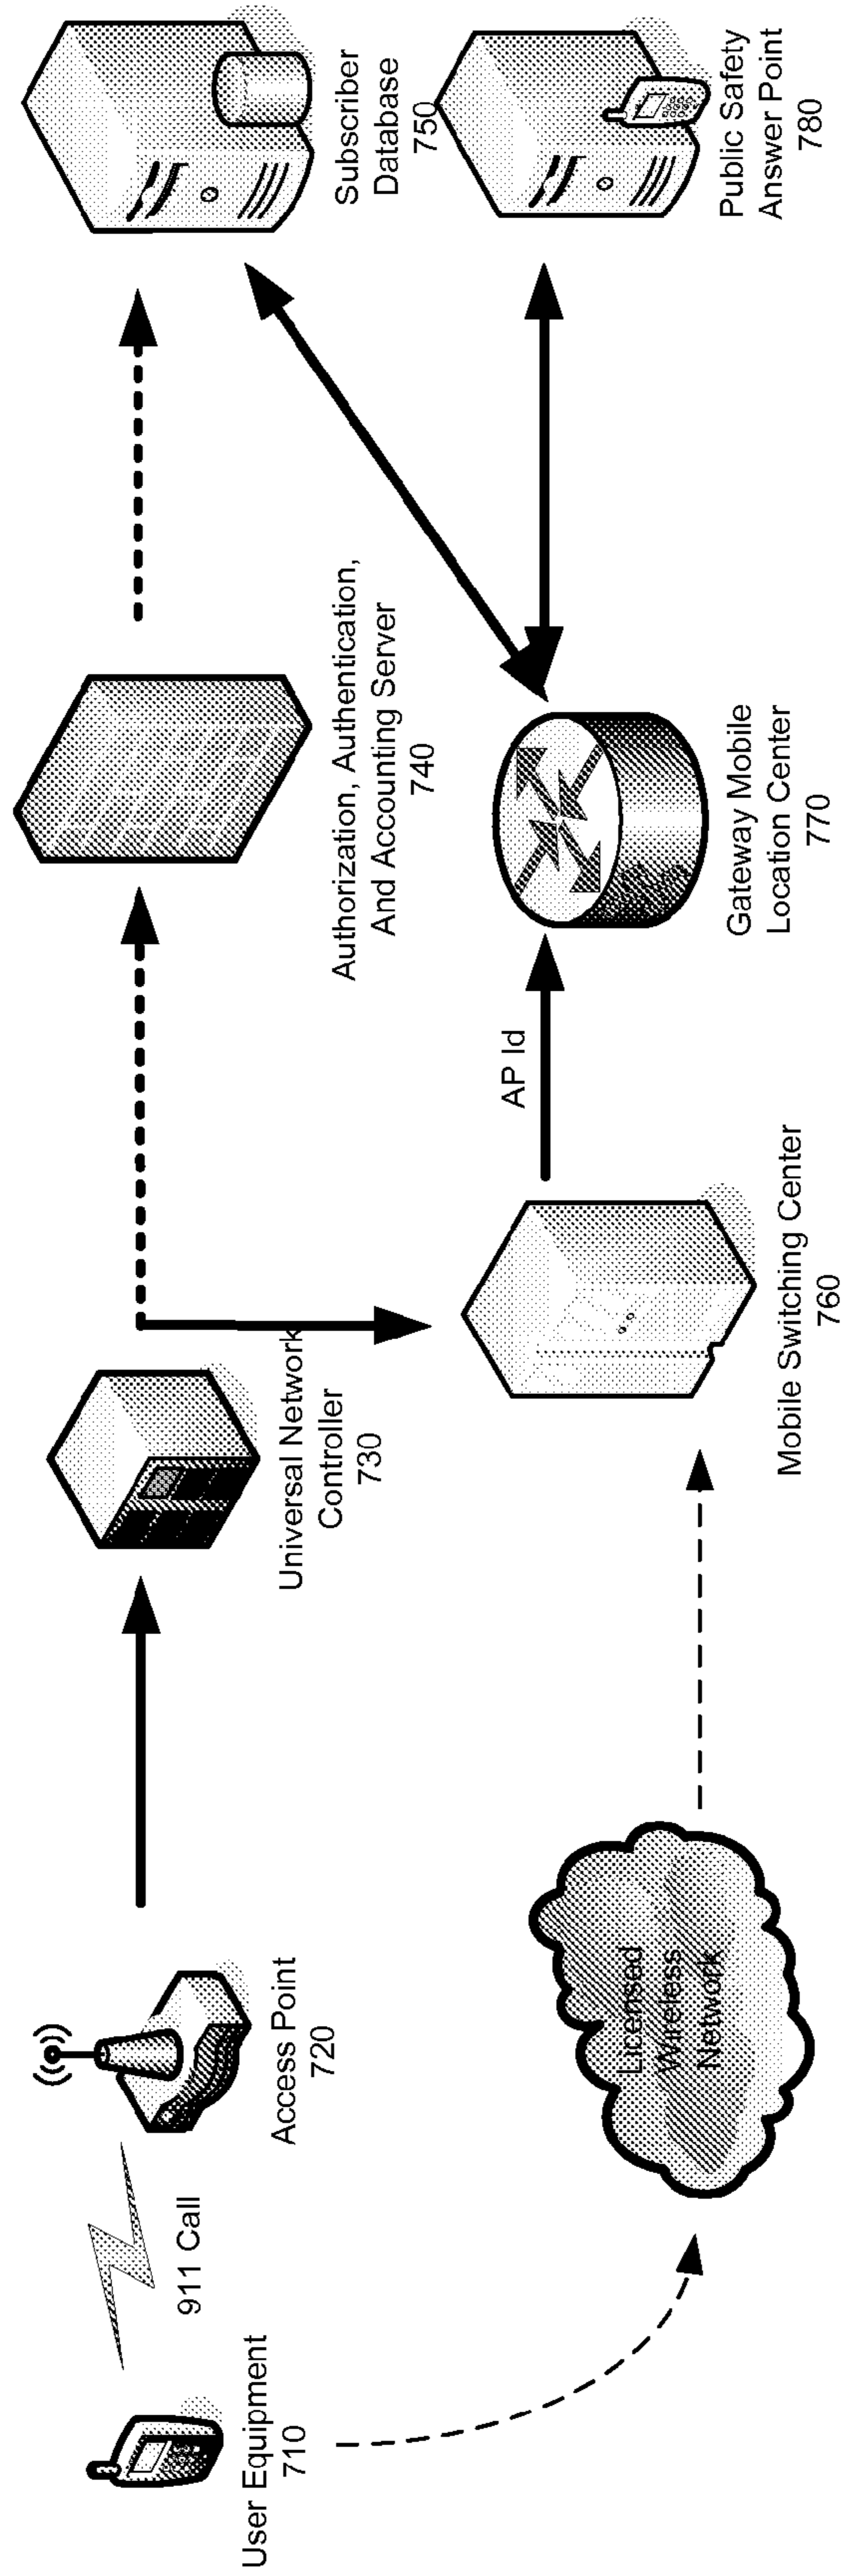 User Equipment
710
911 Call
Access Point
720
Universal Network
Controller
730
Authorization, Authentication,
And Accounting Server
740
Subscriber
Database
750
Licensed
Wireless
Network
Mobile Switching Center
760
AP Id
Gateway Mobile
Location Center
770
Public Safety
Answer Point
780